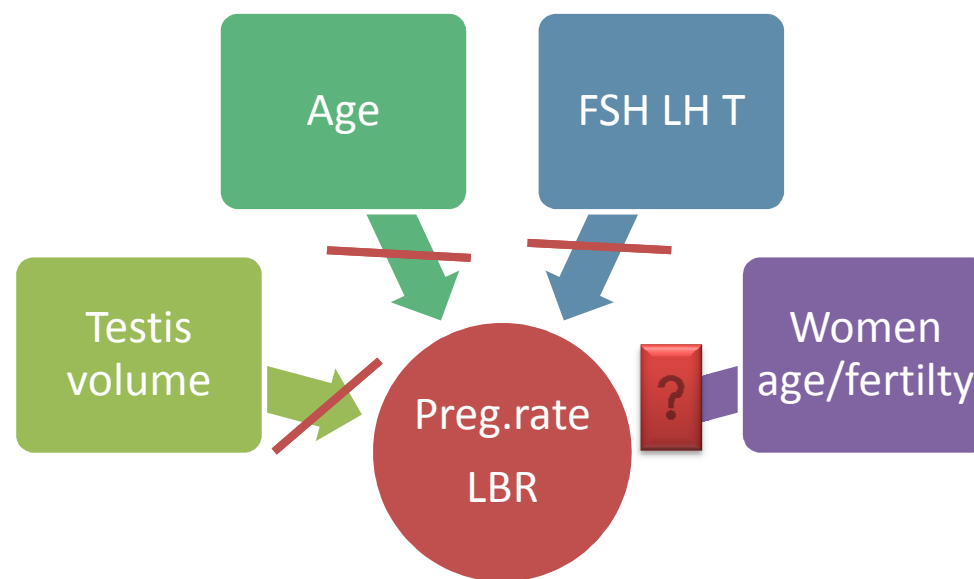 Age
FSH LH T
Testis
volume
Women
age/fertilty
?
Preg.rate
LBR